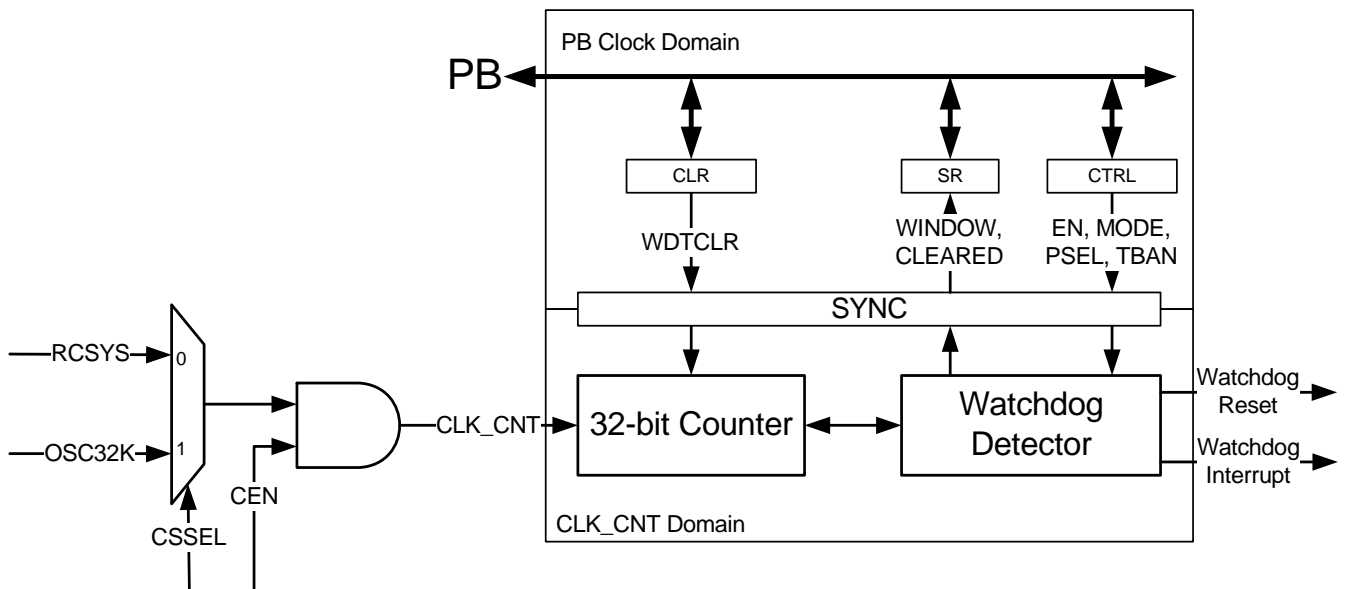 PB Clock Domain
PB
CLR
SR
CTRL
WDTCLR
WINDOW,
CLEARED
EN, MODE,
PSEL, TBAN
SYNC
RCSYS
0
OSC32K
1
CSSEL
CEN
CLK_CNT
32-bit Counter
Watchdog
Detector
Watchdog
Reset
Watchdog
Interrupt
CLK_CNT Domain